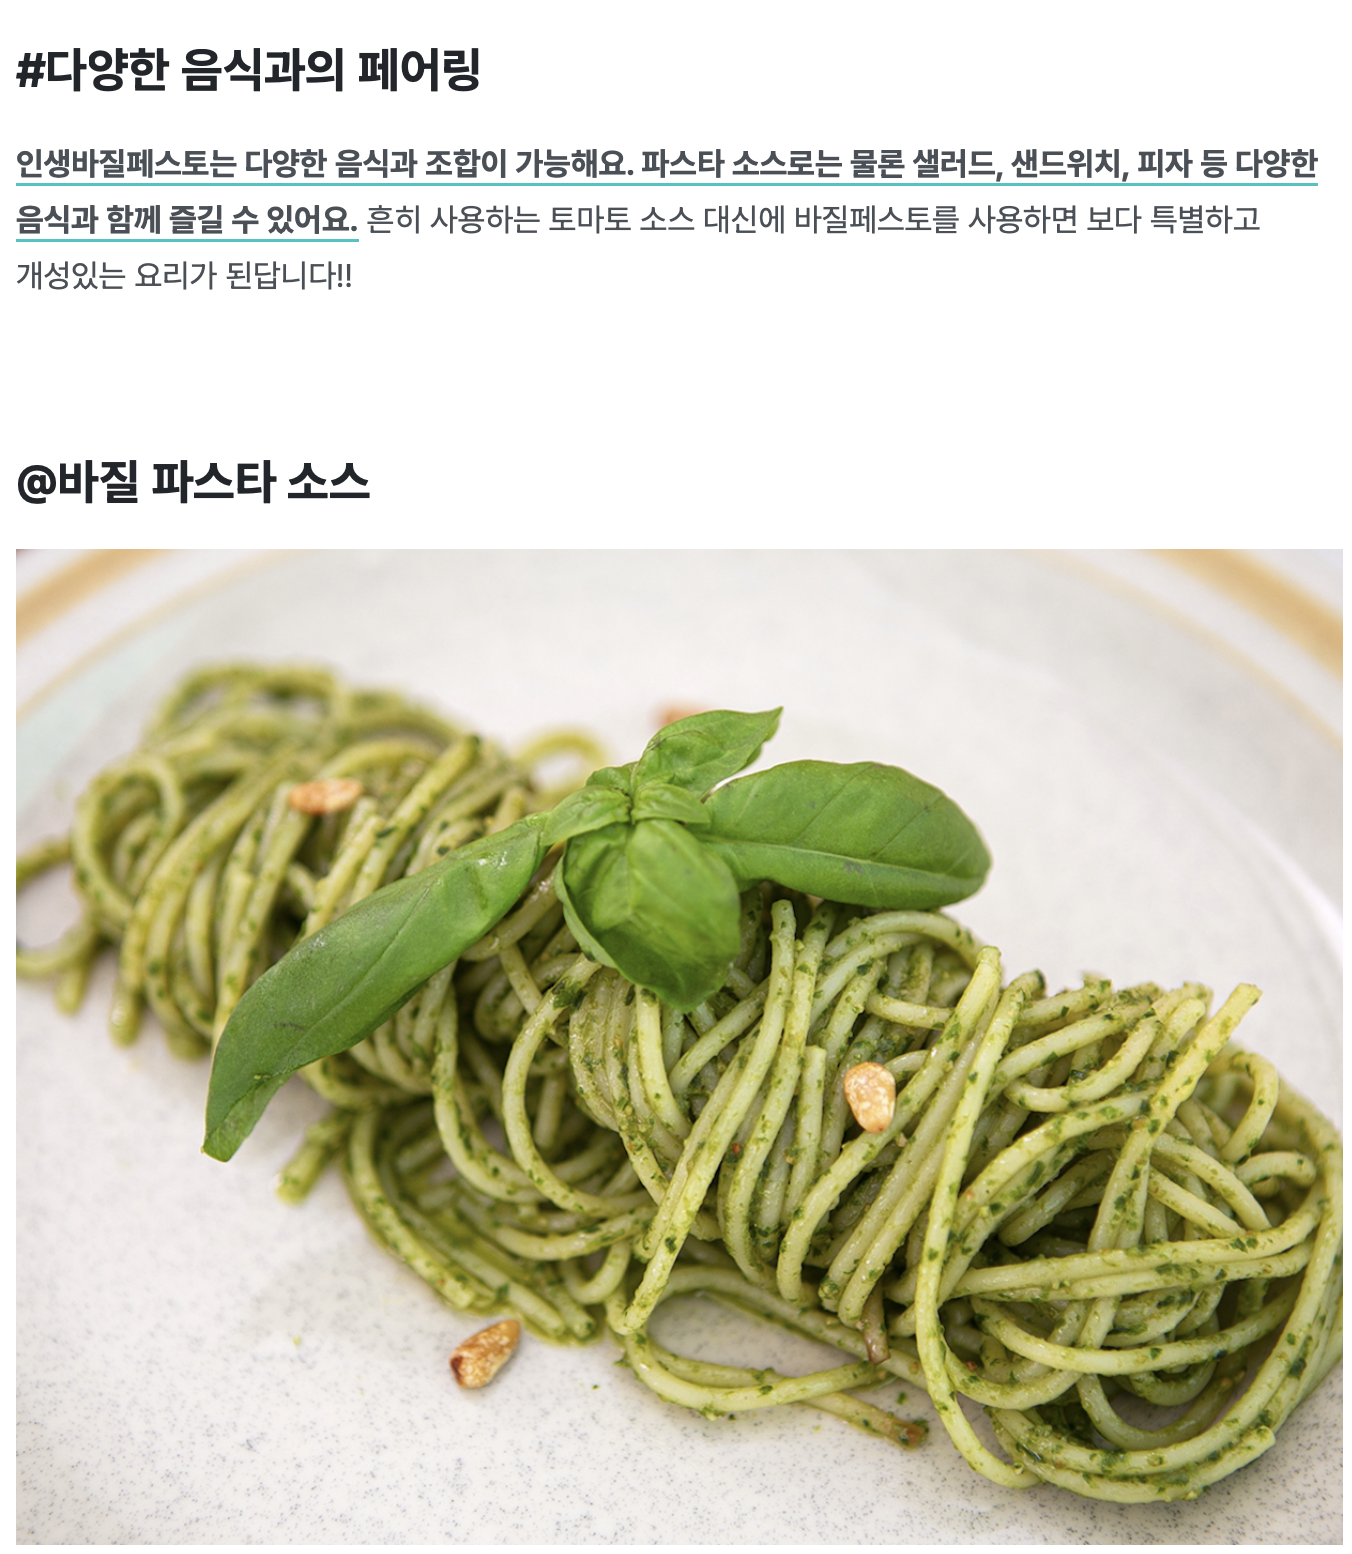 #다양한 음식과의 페어링
인생바질페스토는 다양한 음식과 조합이 가능해요. 파스타 소스로는 물론 샐러드, 샌드위치, 피자 등 다양한
음식과 함께 즐길 수 있어요. 흔히 사용하는 토마토 소스 대신에 바질페스토를 사용하면 보다 특별하고
개성있는 요리가 된답니다!!
@바질 파스타 소스